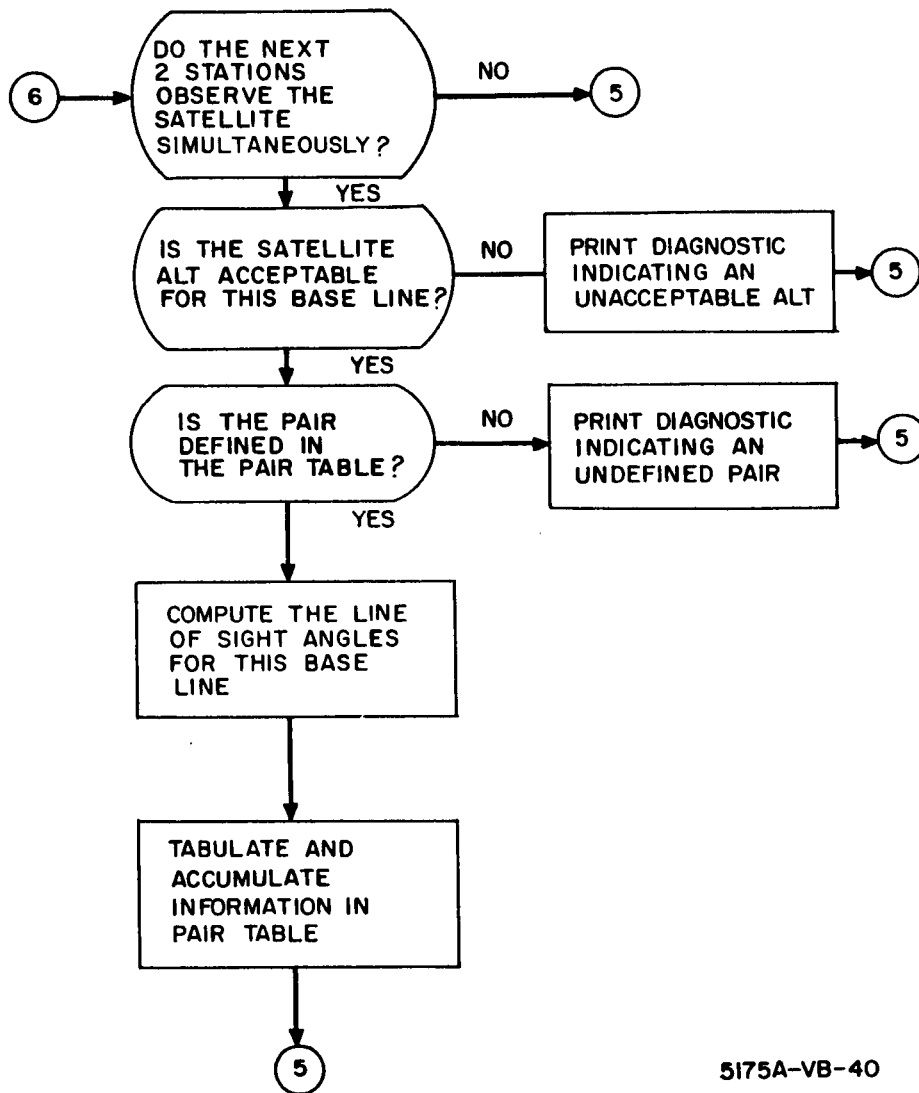 DO THE NEXT
2 STATIONS
OBSERVE THE
SATELLITE
SIMULTANEOUSLY?
6
NO
5
YES
IS THE SATELLITE
ALT ACCEPTABLE
FOR THIS BASE LINE?
NO
PRINT DIAGNOSTIC
INDICATING AN
UNACCEPTABLE ALT
5
YES
IS THE PAIR
DEFINED IN
THE PAIR TABLE?
NO
PRINT DIAGNOSTIC
INDICATING AN
UNDEFINED PAIR
5
YES
COMPUTE THE LINE
OF SIGHT ANGLES
FOR THIS BASE
LINE
TABULATE AND
ACCUMULATE
INFORMATION IN
PAIR TABLE
5
5175A-VB-40